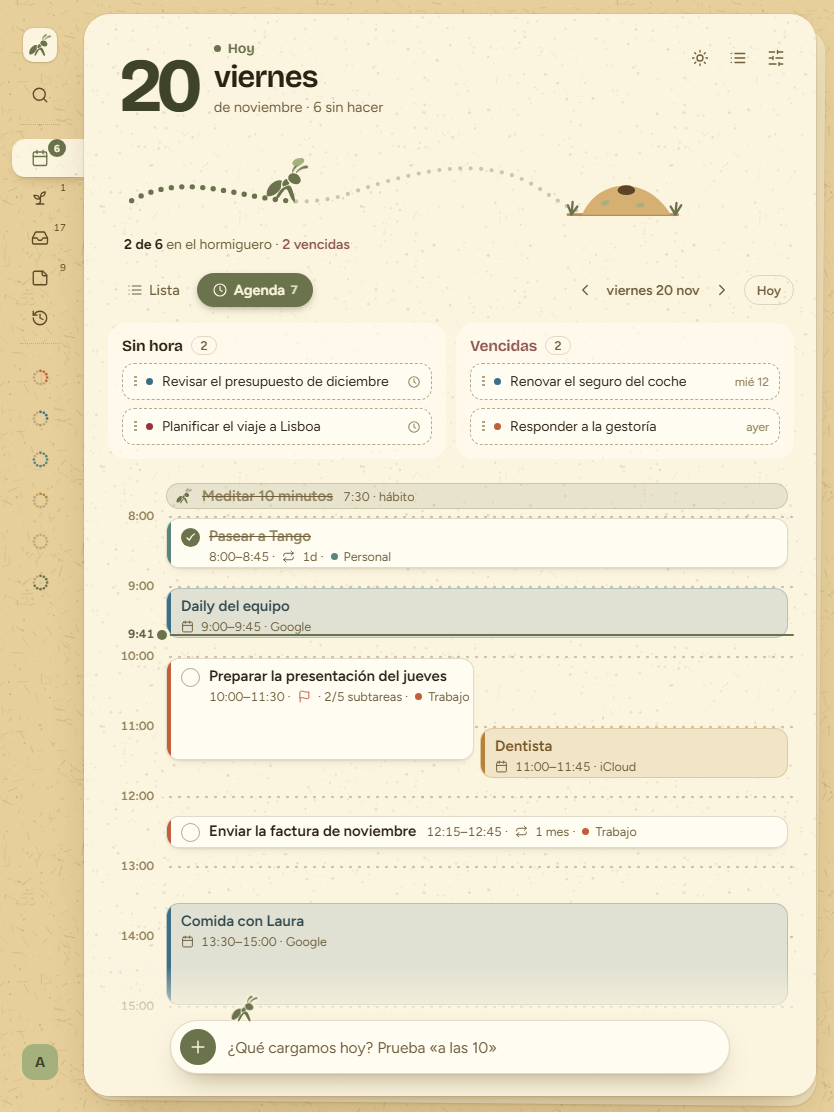 20
Hoy
viernes
de noviembre · 6 sin hacer
6
1
17
9
2 de 6 en el hormiguero · 2 vencidas
Lista
Agenda 7
viernes 20 nov
Hoy
Sin hora 2
Revisar el presupuesto de diciembre
Planificar el viaje a Lisboa
Vencidas 2
Renovar el seguro del coche mié 12
Responder a la gestoría ayer
Meditar 10 minutos 7:30 · hábito
8:00
Pasear a Tango
8:00–8:45 · 1d · Personal
9:00
Daily del equipo
9:00–9:45 · Google
9:41
10:00
Preparar la presentación del jueves
10:00–11:30 · · 2/5 subtareas · Trabajo
11:00
Dentista
11:00–11:45 · iCloud
12:00
Enviar la factura de noviembre 12:15–12:45 · 1 mes · Trabajo
13:00
Comida con Laura
14:00
13:30–15:00 · Google
15:00
¿Qué cargamos hoy? Prueba «a las 10»
A